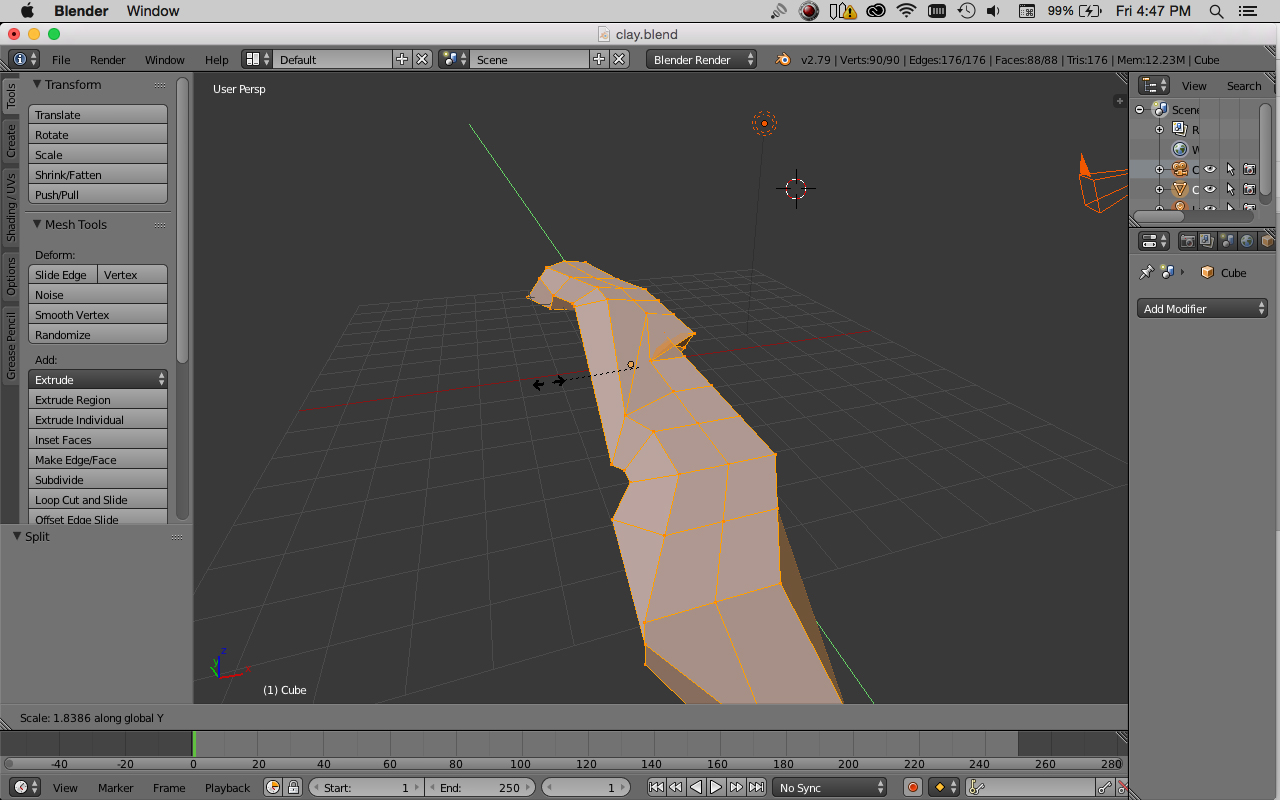 Blender Window 99% Fri 4:47 PM
clay.blend
File Render Window Help Default Scene Blender Render v2.79 | Verts:90/90 | Edges:176/176 | Faces:88/88 | Tris:176 | Mem:12.23M | Cube
Tools
Create
Shading / UVs
Options
Grease Pencil
Transform
Translate
Rotate
Scale
Shrink/Fatten
Push/Pull
Mesh Tools
Deform:
Slide Edge Vertex
Noise
Smooth Vertex
Randomize
Add:
Extrude
Extrude Region
Extrude Individual
Inset Faces
Make Edge/Face
Subdivide
Loop Cut and Slide
Offset Edge Slide
Split
User Persp
z
x
(1) Cube
View Search
Scene
R
W
C
C
Cube
Add Modifier
Scale: 1.8386 along global Y
-40 -20 0 20 40 60 80 100 120 140 160 180 200 220 240 260 280
View Marker Frame Playback Start: 1 End: 250 1 No Sync